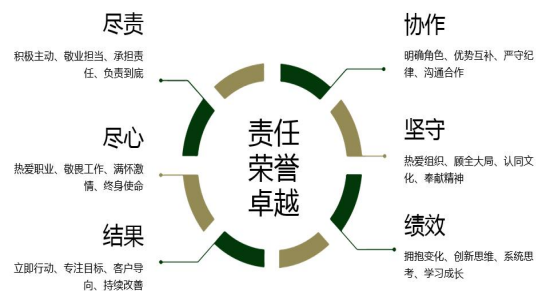 尽责
积极主动、敬业担当、承担责
任、负责到底
尽心
热爱职业、敬畏工作、满怀激
情、终身使命
结果
立即行动、专注目标、客户导
向、持续改善
责任
荣誉
卓越
协作
明确角色、优势互补、严守纪
律、沟通合作
坚守
热爱组织、顾全大局、认同文
化、奉献精神
绩效
拥抱变化、创新思维、系统思
考、学习成长